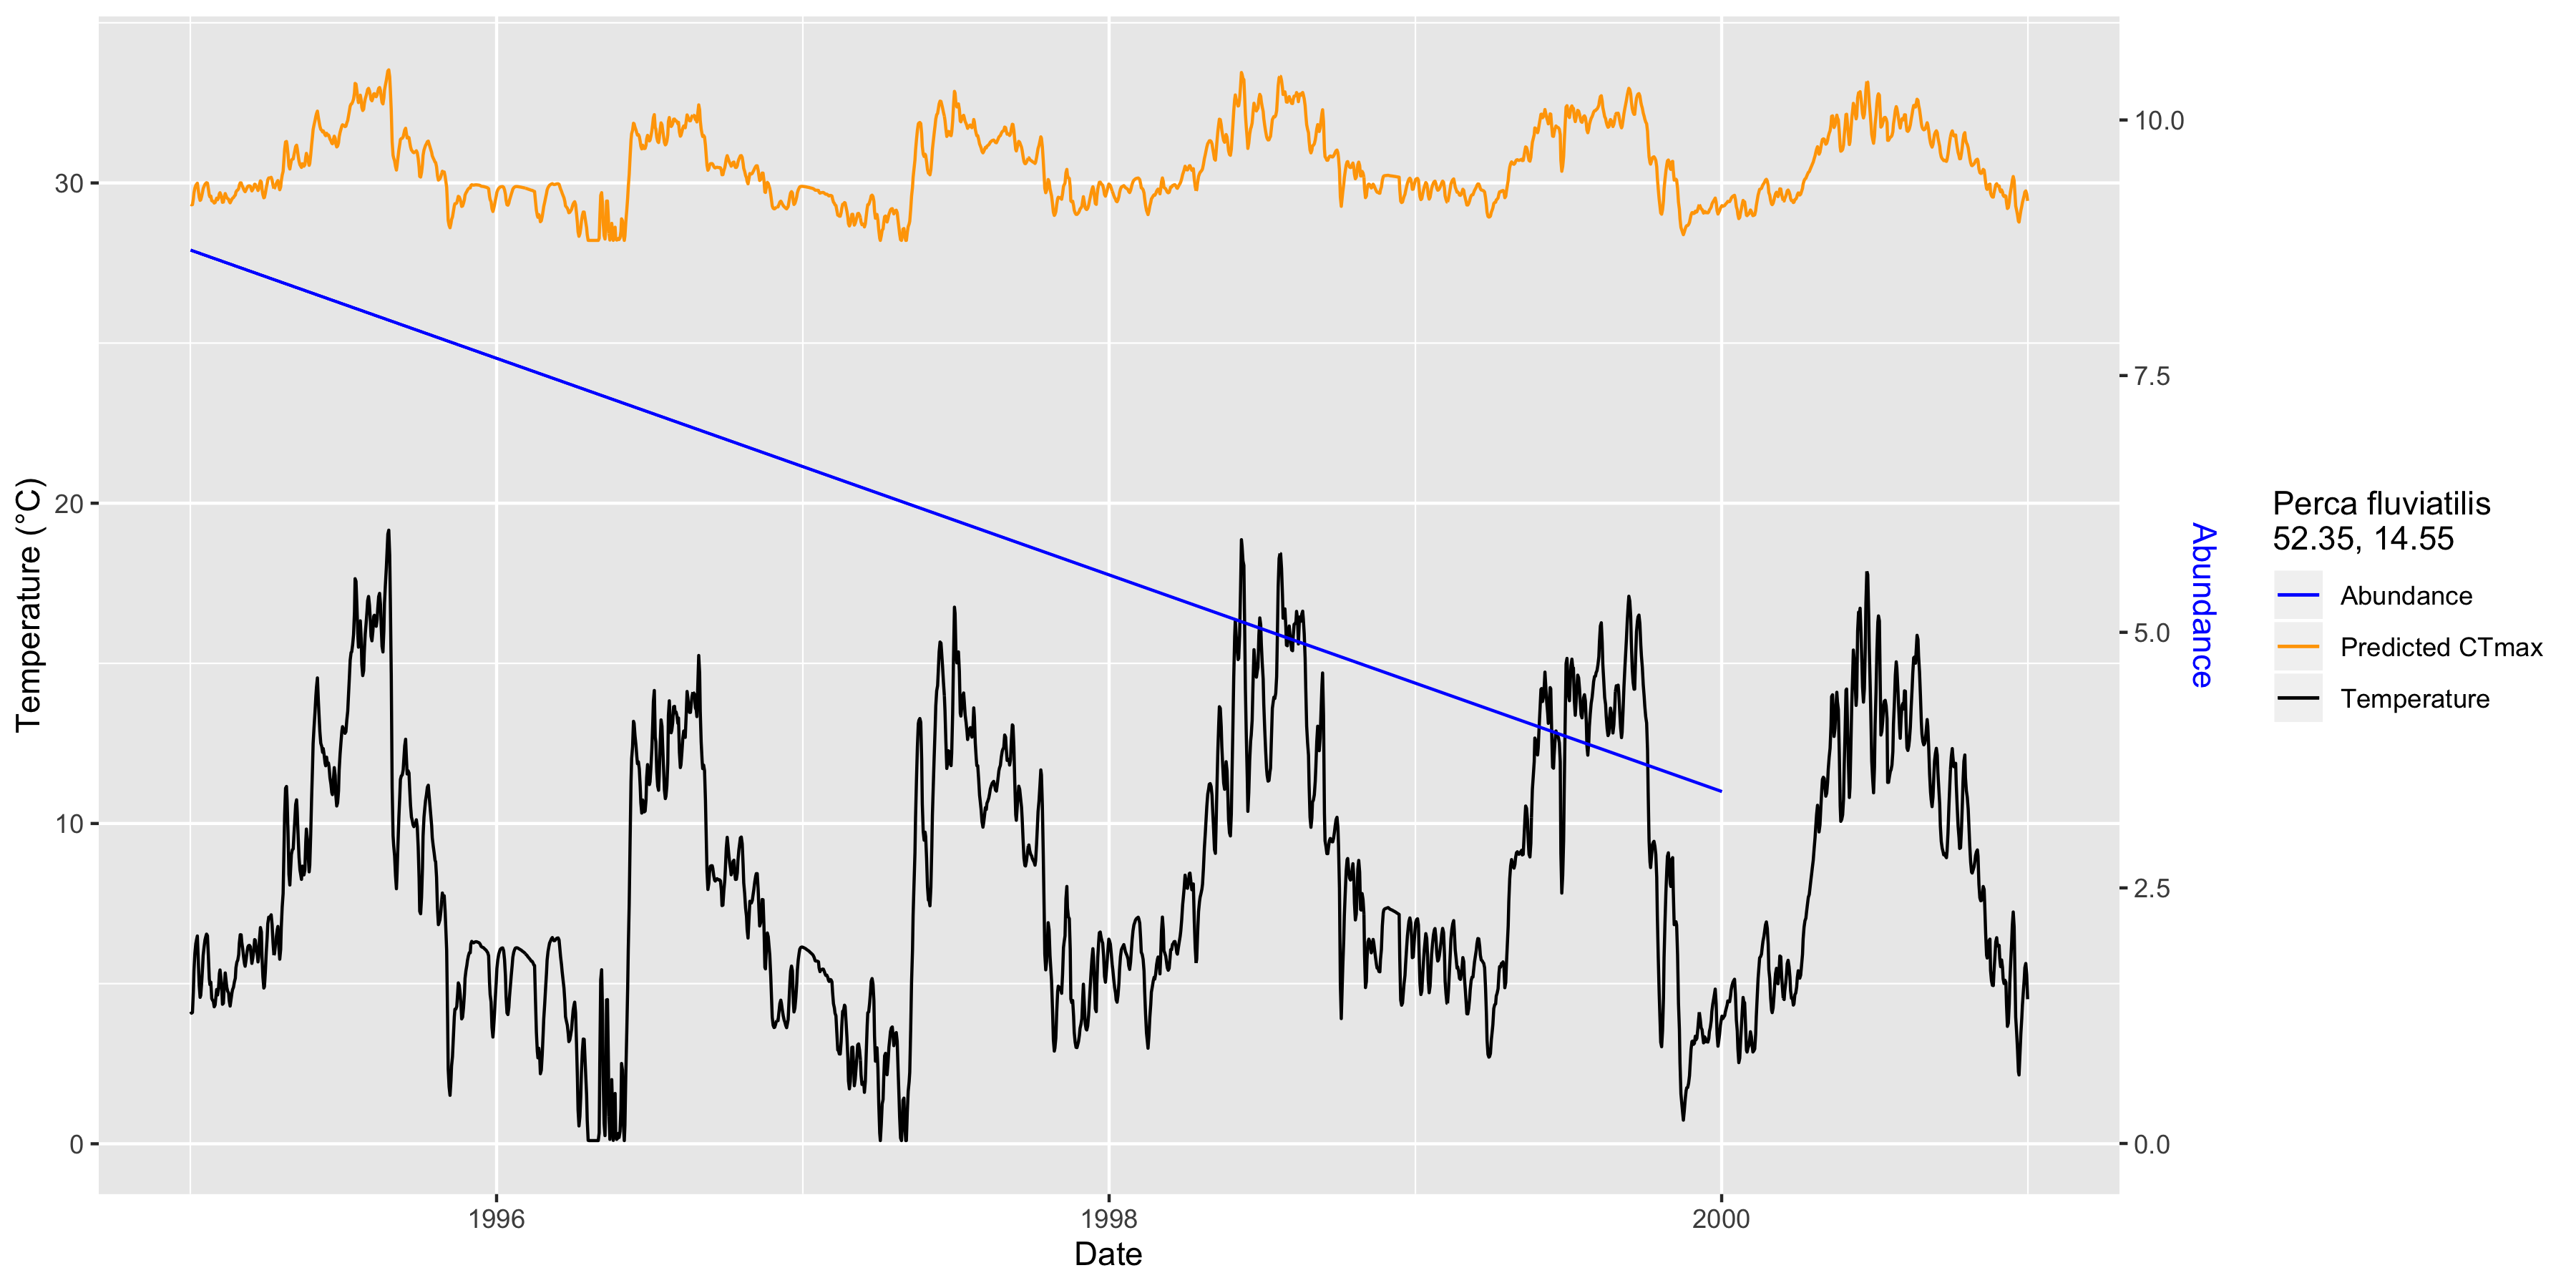 30
20
10
0
Temperature (°C)
10.0
7.5
5.0
2.5
0.0
Abundance
1996
1998
2000
Date
Perca fluviatilis
52.35, 14.55
Abundance
Predicted CTmax
Temperature